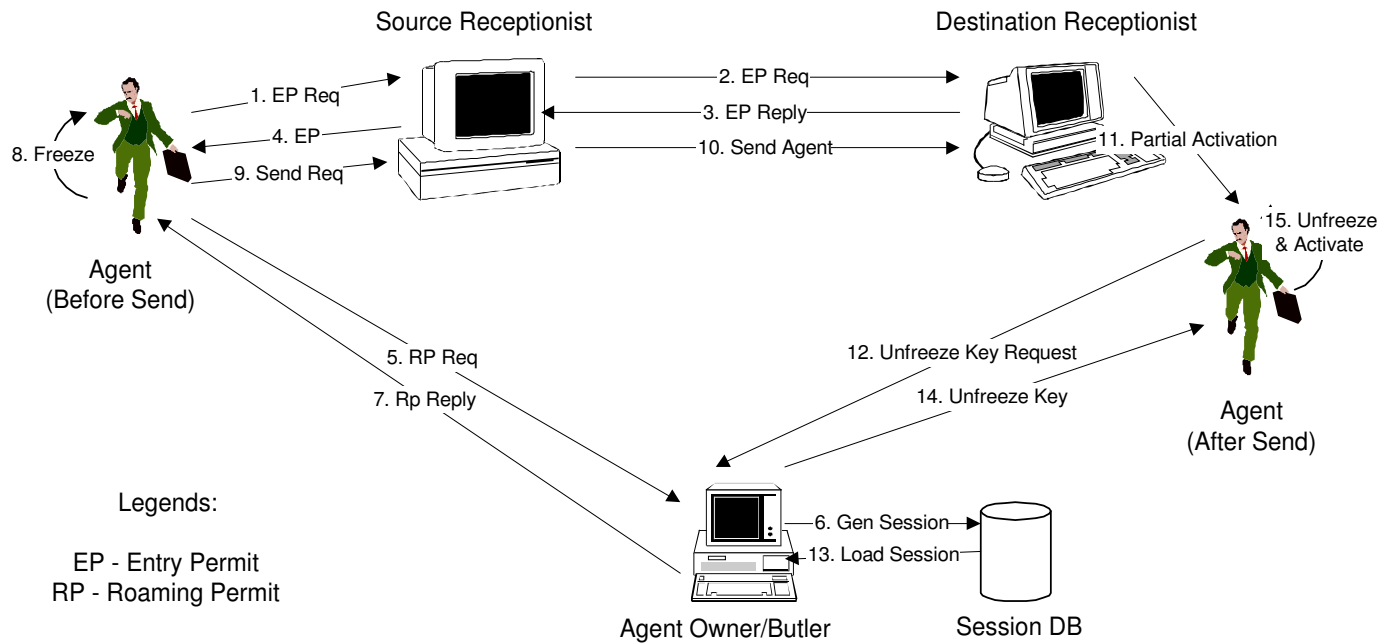 Source Receptionist
Destination Receptionist
1. EP Req
2. EP Req
3. EP Reply
4. EP
8. Freeze
9. Send Req
10. Send Agent
11. Partial Activation
15. Unfreeze
& Activate
Agent
(Before Send)
5. RP Req
7. Rp Reply
12. Unfreeze Key Request
14. Unfreeze Key
Agent
(After Send)
Legends:
EP - Entry Permit
RP - Roaming Permit
6. Gen Session
13. Load Session
Agent Owner/Butler
Session DB